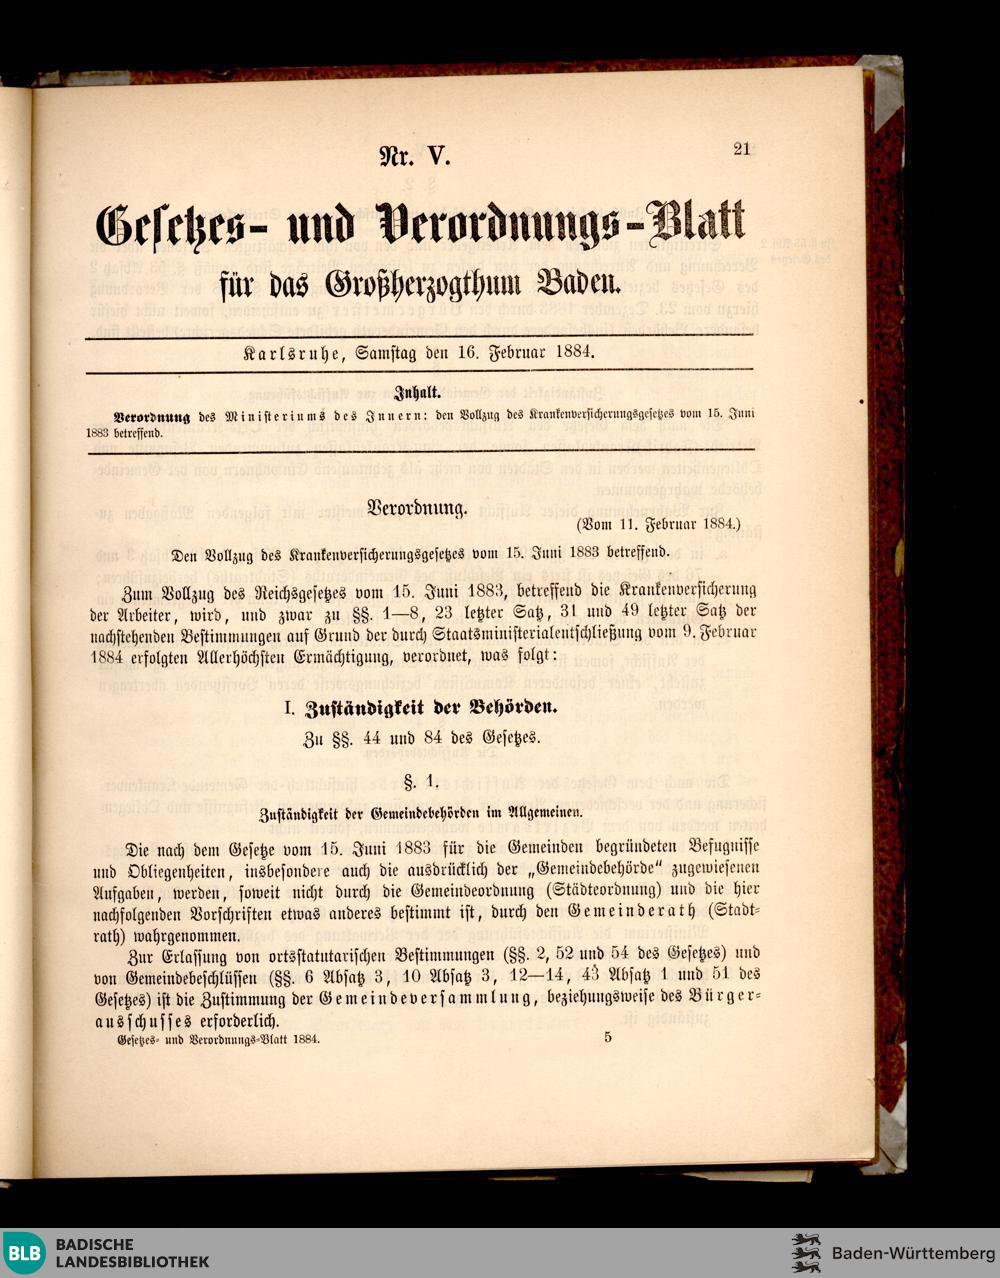 Nr. V.
21
Gesetzes- und Verordnungs-Blatt
für das Großherzogthum Baden.
Karlsruhe, Samstag den 16. Februar 1884.
Inhalt.
Verordnung des Ministeriums des Innern: den Vollzug des Krankenversicherungsgesetzes vom 15. Juni
1883 betreffend.
Verordnung.
(Vom 11. Februar 1884.)
Den Vollzug des Krankenversicherungsgesetzes vom 15. Juni 1883 betreffend.
Zum Vollzug des Reichsgesetzes vom 15. Juni 1883, betreffend die Krankenversicherung
der Arbeiter, wird, und zwar zu §§. 1—8, 23 letzter Satz, 31 und 49 letzter Satz der
nachstehenden Bestimmungen auf Grund der durch Staatsministerialentschließung vom 9. Februar
1884 erfolgten Allerhöchsten Ermächtigung, verordnet, was folgt:
I. Zuständigkeit der Behörden.
Zu §§. 44 und 84 des Gesetzes.
§. 1.
Zuständigkeit der Gemeindebehörden im Allgemeinen.
Die nach dem Gesetze vom 15. Juni 1883 für die Gemeinden begründeten Befugnisse
und Obliegenheiten, insbesondere auch die ausdrücklich der „Gemeindebehörde“ zugewiesenen
Aufgaben, werden, soweit nicht durch die Gemeindeordnung (Städteordnung) und die hier
nachfolgenden Vorschriften etwas anderes bestimmt ist, durch den Gemeinderath (Stadt-
rath) wahrgenommen.
Zur Erlassung von ortsstatutarischen Bestimmungen (§§. 2, 52 und 54 des Gesetzes) und
von Gemeindebeschlüssen (§§. 6 Absatz 3, 10 Absatz 3, 12—14, 43 Absatz 1 und 51 des
Gesetzes) ist die Zustimmung der Gemeindeversammlung, beziehungsweise des Bürger-
ausschusses erforderlich.
Gesetzes- und Verordnungs-Blatt 1884.
5
BLB
BADISCHE
LANDESBIBLIOTHEK
Baden-Württemberg